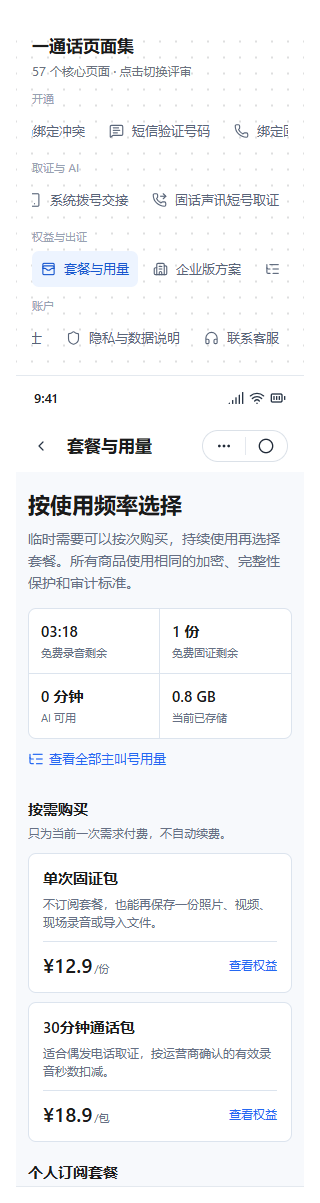 一通话页面集
57 个核心页面 · 点击切换评审
开通
绑定冲突 短信验证号码
取证与 AI
系统拨号交接 固话声讯短号取证
权益与出证
套餐与用量 企业版方案
账户
士 隐私与数据说明 联系客服
9:41
套餐与用量
按使用频率选择
临时需要可以按次购买，持续使用再选择
套餐。所有商品使用相同的加密、完整性
保护和审计标准。
03:18 1 份
免费录音剩余 免费固证剩余
0 分钟 0.8 GB
AI 可用 当前已存储
查看全部主叫号用量
按需购买
只为当前一次需求付费，不自动续费。
单次固证包
不订阅套餐，也能再保存一份照片、视频、
现场录音或导入文件。
¥12.9 /份 查看权益
30分钟通话包
适合偶发电话取证，按运营商确认的有效录
音秒数扣减。
¥18.9 /包 查看权益
个人订阅套餐